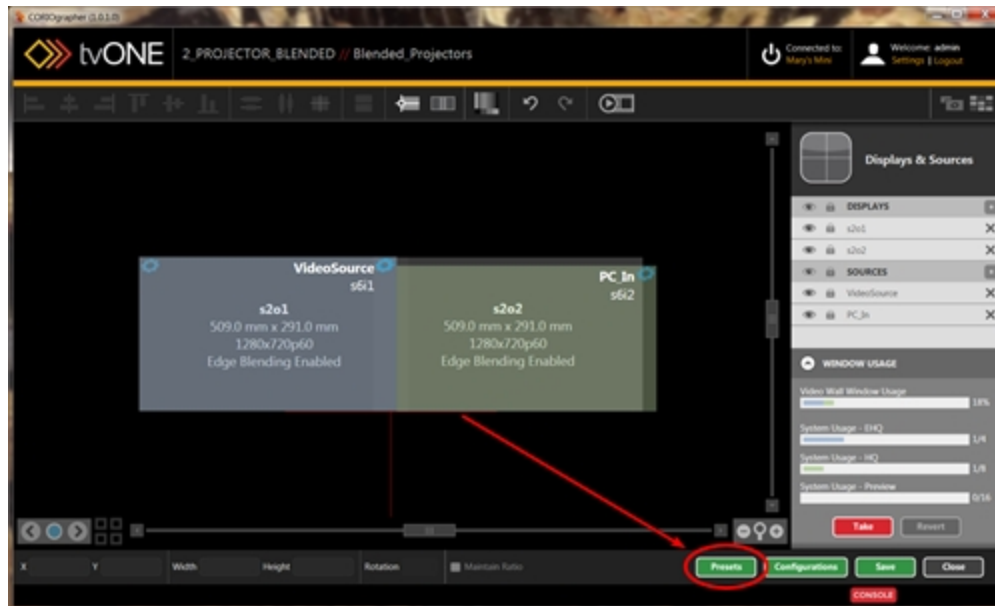 CORIOgrapher (1.0.1.0)
tvONE
2_PROJECTOR_BLENDED // Blended_Projectors
Connected to:
Mary's Mini
Welcome: admin
Settings | Logout
Displays & Sources
DISPLAYS
s2o1
s2o2
SOURCES
VideoSource
PC_In
VideoSource
s6i1
s2o1
509.0 mm x 291.0 mm
1280x720p60
Edge Blending Enabled
PC_In
s6i2
s2o2
509.0 mm x 291.0 mm
1280x720p60
Edge Blending Enabled
WINDOW USAGE
Video Wall Window Usage
18%
System Usage - EHQ
1/4
System Usage - HQ
1/8
System Usage - Preview
0/16
Take
Revert
X
Y
Width
Height
Rotation
Maintain Ratio
Presets
Configurations
Save
Close
CONSOLE